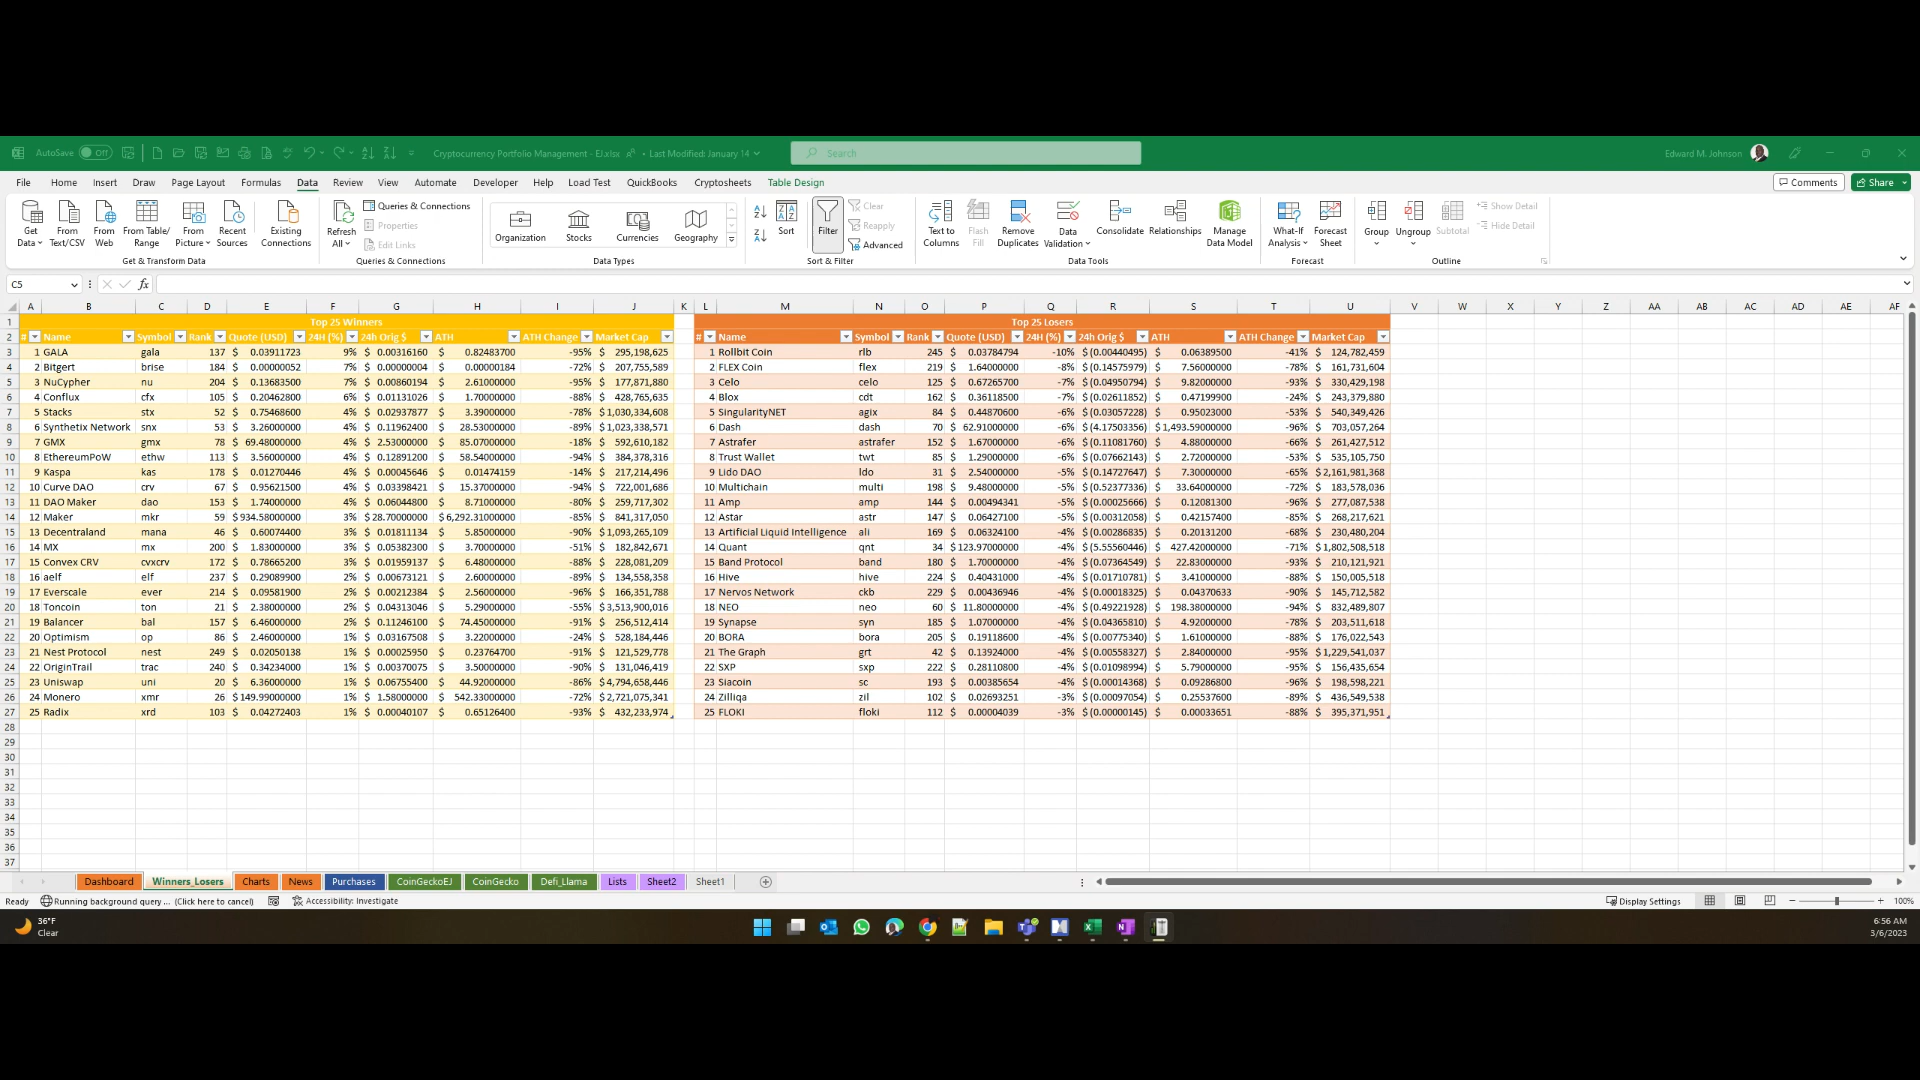 AutoSave Off Cryptocurrency Portfolio Management - EJ.xlsx • Last Modified: January 14 Search Edward M. Johnson
File Home Insert Draw Page Layout Formulas Data Review View Automate Developer Help Load Test QuickBooks Cryptosheets Table Design Comments Share
Get Data From Text/CSV From Web From Table/ Range From Picture Recent Sources Existing Connections Refresh All Queries & Connections Properties Edit Links Organization Stocks Currencies Geography Sort Filter Clear Reapply Advanced Text to Columns Flash Fill Remove Duplicates Data Validation Consolidate Relationships Manage Data Model What-If Analysis Forecast Sheet Group Ungroup Subtotal Show Detail Hide Detail
Get & Transform Data Queries & Connections Data Types Sort & Filter Data Tools Forecast Outline
C5 fx
A B C D E F G H I J K L M N O P Q R S T U V W X Y Z AA AB AC AD AE AF
1 Top 25 Winners Top 25 Losers
2 # Name Symbol Rank Quote (USD) 24H (%) 24h Orig $ ATH ATH Change Market Cap # Name Symbol Rank Quote (USD) 24H (%) 24h Orig $ ATH ATH Change Market Cap
3 1 GALA gala 137 $ 0.03911723 9% $ 0.00316160 $ 0.82483700 -95% $ 295,198,625 1 Rollbit Coin rlb 245 $ 0.03784794 -10% $ (0.00440495) $ 0.06389500 -41% $ 124,782,459
4 2 Bitgert brise 184 $ 0.00000052 7% $ 0.00000004 $ 0.00000184 -72% $ 207,755,589 2 FLEX Coin flex 219 $ 1.64000000 -8% $ (0.14575979) $ 7.56000000 -78% $ 161,731,604
5 3 NuCypher nu 204 $ 0.13683500 7% $ 0.00860194 $ 2.61000000 -95% $ 177,871,880 3 Celo celo 125 $ 0.67265700 -7% $ (0.04950794) $ 9.82000000 -93% $ 330,429,198
6 4 Conflux cfx 105 $ 0.20462800 6% $ 0.01131026 $ 1.70000000 -88% $ 428,765,635 4 Blox cdt 162 $ 0.36118500 -7% $ (0.02611852) $ 0.47199900 -24% $ 243,379,880
7 5 Stacks stx 52 $ 0.75468600 4% $ 0.02937877 $ 3.39000000 -78% $ 1,030,334,608 5 SingularityNET agix 84 $ 0.44870600 -6% $ (0.03057228) $ 0.95023000 -53% $ 540,349,426
8 6 Synthetix Network snx 53 $ 3.26000000 4% $ 0.11962400 $ 28.53000000 -89% $ 1,023,338,571 6 Dash dash 70 $ 62.91000000 -6% $ (4.17503356) $ 1,493.59000000 -96% $ 703,057,264
9 7 GMX gmx 78 $ 69.48000000 4% $ 2.53000000 $ 85.07000000 -18% $ 592,610,182 7 Astrafer astrafer 152 $ 1.67000000 -6% $ (0.11081760) $ 4.88000000 -66% $ 261,427,512
10 8 EthereumPoW ethw 113 $ 3.56000000 4% $ 0.12891200 $ 58.54000000 -94% $ 384,378,316 8 Trust Wallet twt 85 $ 1.29000000 -6% $ (0.07662143) $ 2.72000000 -53% $ 535,105,750
11 9 Kaspa kas 178 $ 0.01270446 4% $ 0.00045646 $ 0.01474159 -14% $ 217,214,496 9 Lido DAO ldo 31 $ 2.54000000 -5% $ (0.14727647) $ 7.30000000 -65% $ 2,161,981,368
12 10 Curve DAO crv 67 $ 0.95621500 4% $ 0.03398421 $ 15.37000000 -94% $ 722,001,686 10 Multichain multi 198 $ 9.48000000 -5% $ (0.52377336) $ 33.64000000 -72% $ 183,578,036
13 11 DAO Maker dao 153 $ 1.74000000 4% $ 0.06044800 $ 8.71000000 -80% $ 259,717,302 11 Amp amp 144 $ 0.00494341 -5% $ (0.00025666) $ 0.12081300 -96% $ 277,087,538
14 12 Maker mkr 59 $ 934.58000000 3% $ 28.70000000 $ 6,292.31000000 -85% $ 841,317,050 12 Astar astr 147 $ 0.06427100 -5% $ (0.00312058) $ 0.42157400 -85% $ 268,217,621
15 13 Decentraland mana 46 $ 0.60074400 3% $ 0.01811134 $ 5.85000000 -90% $ 1,093,265,109 13 Artificial Liquid Intelligence ali 169 $ 0.06324100 -4% $ (0.00286835) $ 0.20131200 -68% $ 230,480,204
16 14 MX mx 200 $ 1.83000000 3% $ 0.05382300 $ 3.70000000 -51% $ 182,842,671 14 Quant qnt 34 $ 123.97000000 -4% $ (5.55560446) $ 427.42000000 -71% $ 1,802,508,518
17 15 Convex CRV cvxcrv 172 $ 0.78665200 3% $ 0.01959137 $ 6.48000000 -88% $ 228,081,209 15 Band Protocol band 180 $ 1.70000000 -4% $ (0.07364549) $ 22.83000000 -93% $ 210,121,921
18 16 aelf elf 237 $ 0.29089900 2% $ 0.00673121 $ 2.60000000 -89% $ 134,558,358 16 Hive hive 224 $ 0.40431000 -4% $ (0.01710781) $ 3.41000000 -88% $ 150,005,518
19 17 Everscale ever 214 $ 0.09581900 2% $ 0.00212384 $ 2.56000000 -96% $ 166,351,788 17 Nervos Network ckb 229 $ 0.00436946 -4% $ (0.00018325) $ 0.04370633 -90% $ 145,712,582
20 18 Toncoin ton 21 $ 2.38000000 2% $ 0.04313046 $ 5.29000000 -55% $ 3,513,900,016 18 NEO neo 60 $ 11.80000000 -4% $ (0.49221928) $ 198.38000000 -94% $ 832,489,807
21 19 Balancer bal 157 $ 6.46000000 2% $ 0.11246100 $ 74.45000000 -91% $ 256,512,414 19 Synapse syn 185 $ 1.07000000 -4% $ (0.04365810) $ 4.92000000 -78% $ 203,511,618
22 20 Optimism op 86 $ 2.46000000 1% $ 0.03167508 $ 3.22000000 -24% $ 528,184,446 20 BORA bora 205 $ 0.19118600 -4% $ (0.00775340) $ 1.61000000 -88% $ 176,022,543
23 21 Nest Protocol nest 249 $ 0.02050138 1% $ 0.00025950 $ 0.23764700 -91% $ 121,529,778 21 The Graph grt 42 $ 0.13924000 -4% $ (0.00558327) $ 2.84000000 -95% $ 1,229,541,037
24 22 OriginTrail trac 240 $ 0.34234000 1% $ 0.00370075 $ 3.50000000 -90% $ 131,046,419 22 SXP sxp 222 $ 0.28110800 -4% $ (0.01098994) $ 5.79000000 -95% $ 156,435,654
25 23 Uniswap uni 20 $ 6.36000000 1% $ 0.06755400 $ 44.92000000 -86% $ 4,794,658,446 23 Siacoin sc 193 $ 0.00385654 -4% $ (0.00014368) $ 0.09286800 -96% $ 198,598,221
26 24 Monero xmr 26 $ 149.99000000 1% $ 1.58000000 $ 542.33000000 -72% $ 2,721,075,341 24 Zilliqa zil 102 $ 0.02693251 -3% $ (0.00097054) $ 0.25537600 -89% $ 436,549,538
27 25 Radix xrd 103 $ 0.04272403 1% $ 0.00040107 $ 0.65126400 -93% $ 432,233,974 25 FLOKI floki 112 $ 0.00004039 -3% $ (0.00000145) $ 0.00033651 -88% $ 395,371,951
28
29
30
31
32
33
34
35
36
37
Dashboard Winners_Losers Charts News Purchases CoinGeckoEJ CoinGecko Defi_Llama Lists Sheet2 Sheet1
Ready Running background query ... (Click here to cancel) Accessibility: Investigate Display Settings 100%
36°F 6:56 AM
Clear 3/6/2023